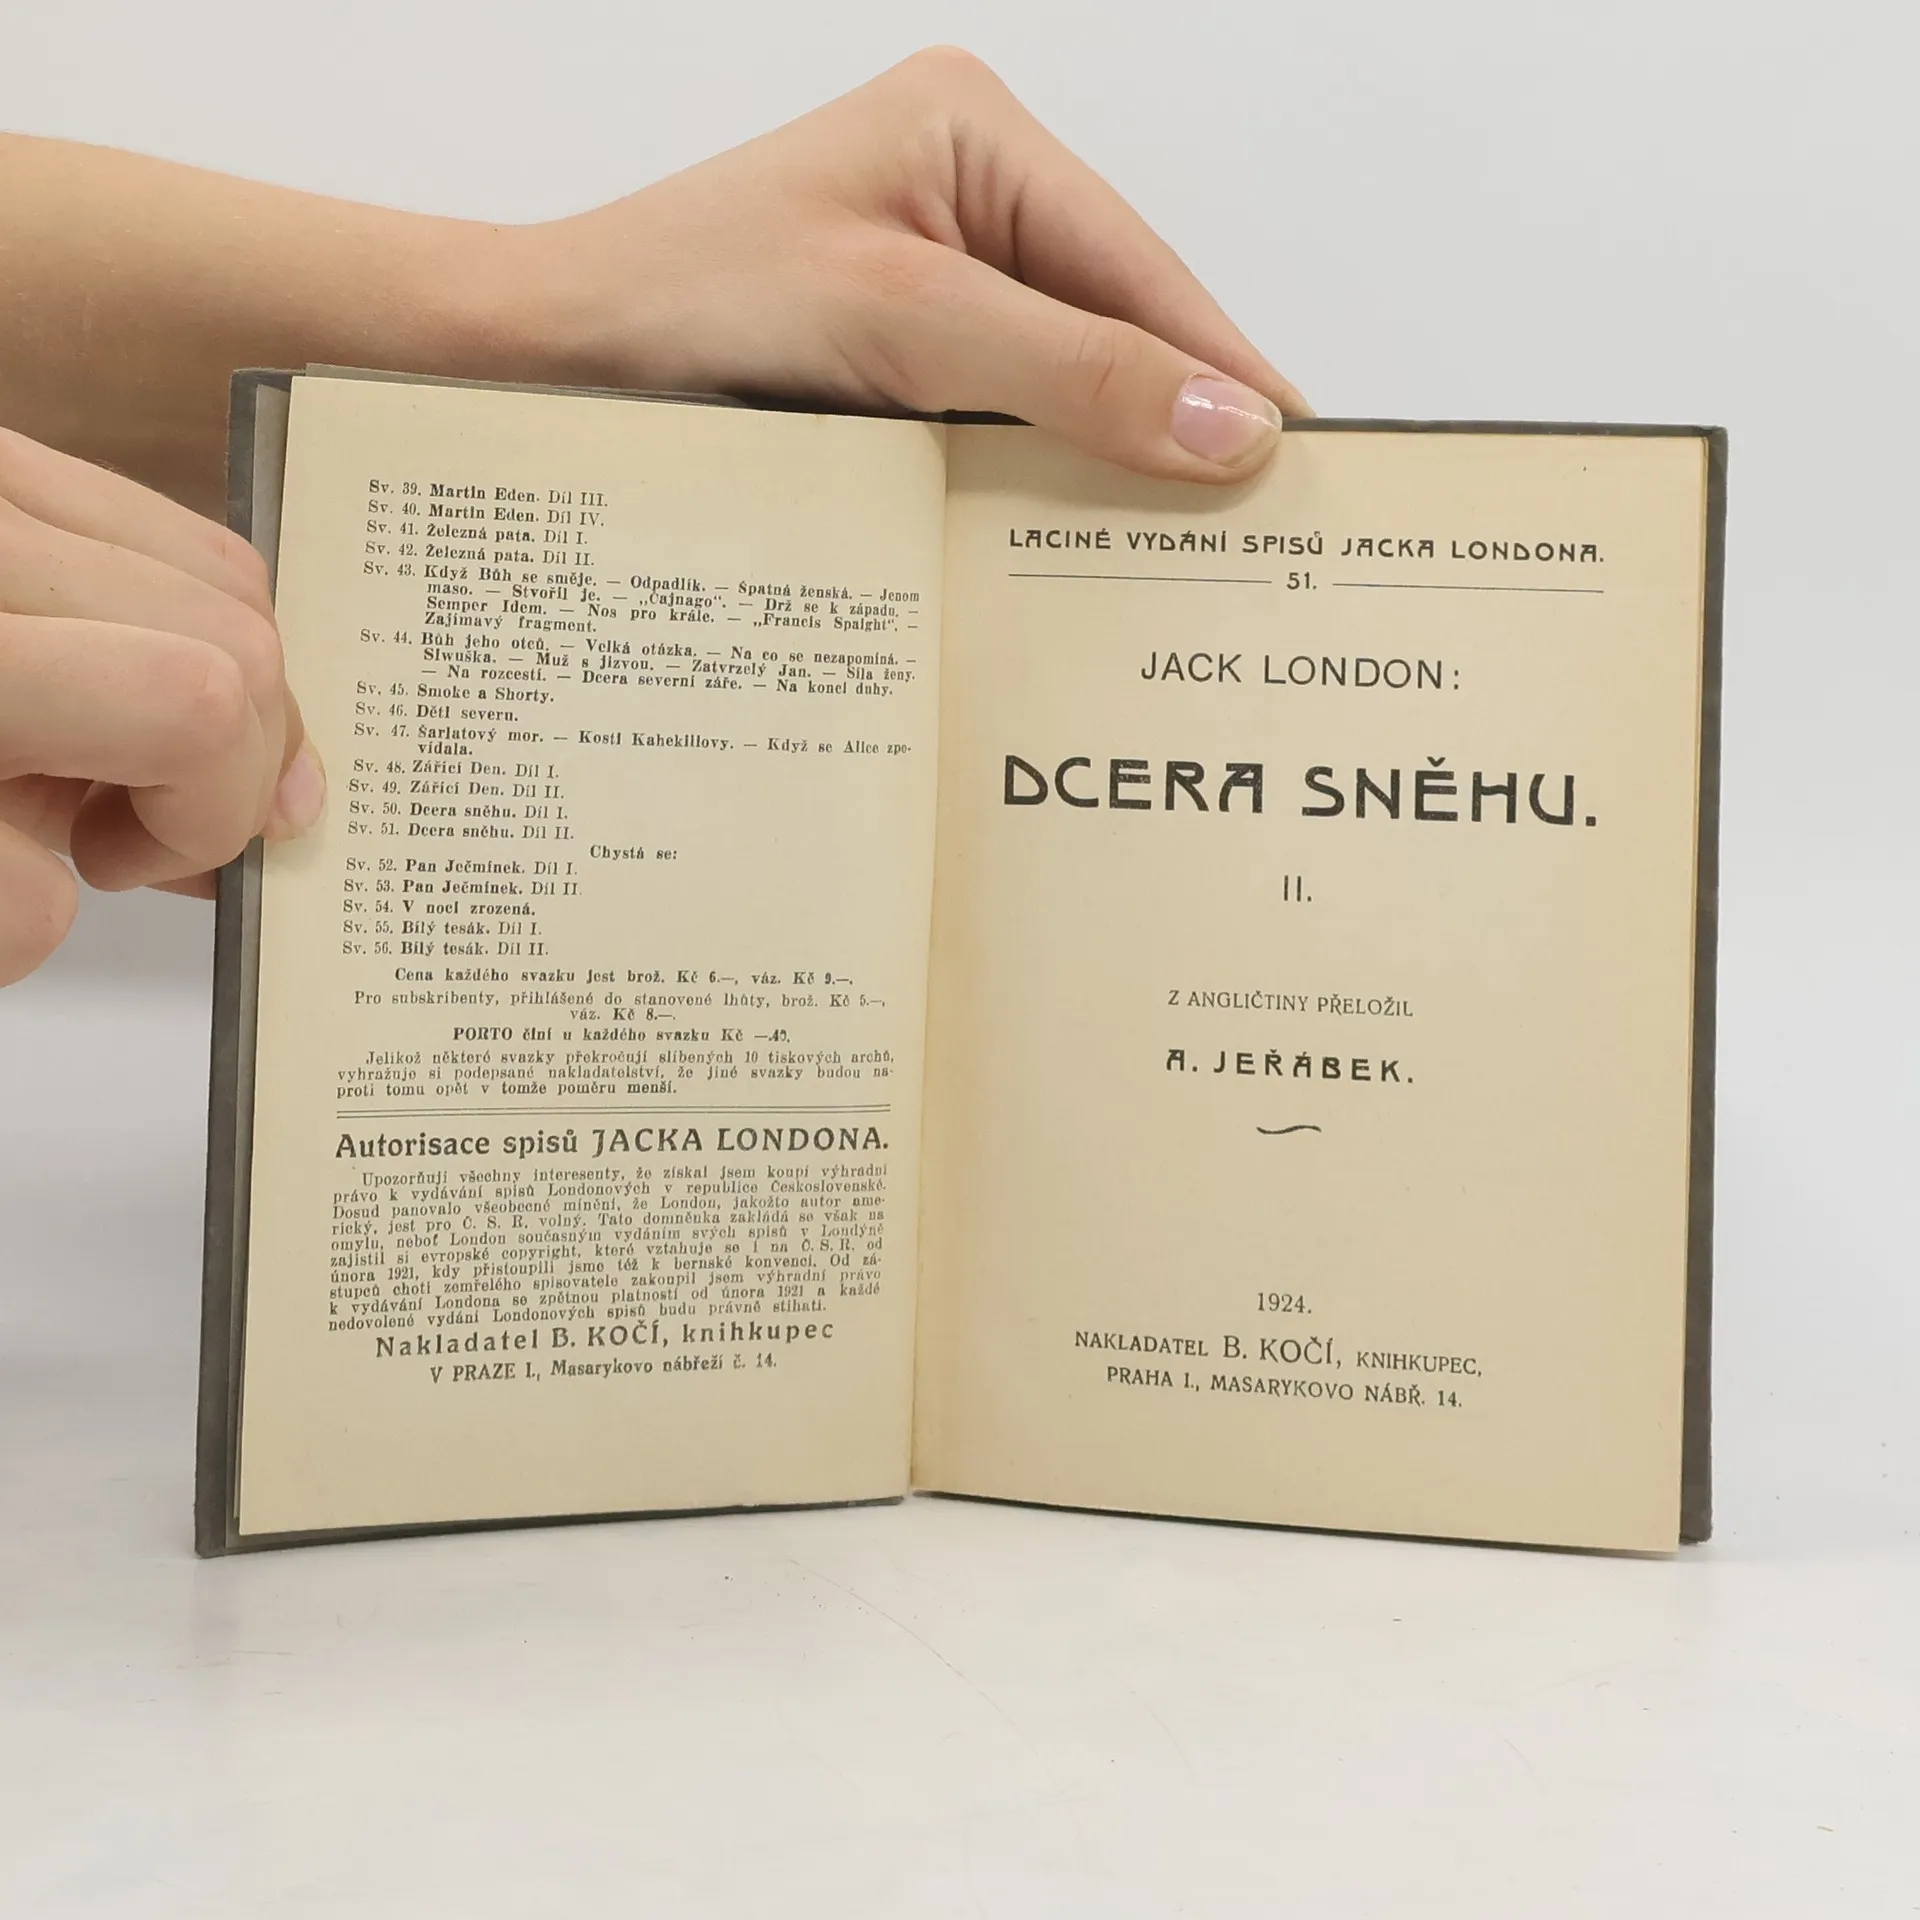 Sv. 39. Martin Eden. Díl III.
Sv. 40. Martin Eden. Díl IV.
Sv. 41. Železná pata. Díl I.
Sv. 42. Železná pata. Díl II.
Sv. 43. Když Bůh se směje. — Odpadlík. — Špatná ženská. — Jenom
maso. — Stvořil je. — „Čajnago“. — Drž se k západu. —
Semper Idem. — Nos pro krále. — „Francis Spaight“. —
Zajímavý fragment.
Sv. 44. Bůh jeho otců. — Velká otázka. — Na co se nezapomíná. —
Siwuška. — Muž s jizvou. — Zatvrzelý Jan. — Síla ženy.
— Na rozcestí. — Dcera severní záře. — Na konci duhy.
Sv. 45. Smoke a Shorty.
Sv. 46. Děti severu.
Sv. 47. Šarlatový mor. — Kosti Kahekiliovy. — Když se Alice zpo-
vídala.
Sv. 48. Zářící Den. Díl I.
Sv. 49. Zářící Den. Díl II.
Sv. 50. Dcera sněhu. Díl I.
Sv. 51. Dcera sněhu. Díl II.
Chystá se:
Sv. 52. Pan Ječmínek. Díl I.
Sv. 53. Pan Ječmínek. Díl II.
Sv. 54. V noci zrozená.
Sv. 55. Bílý tesák. Díl I.
Sv. 56. Bílý tesák. Díl II.
Cena každého svazku jest brož. Kč 6.—, váz. Kč 9.—.
Pro subskribenty, přihlášené do stanovené lhůty, brož. Kč 5.—,
váz. Kč 8.—.
PORTO činí u každého svazku Kč —.40.
Jelikož některé svazky překročují slíbených 10 tiskových archů,
vyhražuje si podepsané nakladatelství, že jiné svazky budou na-
proti tomu opět v tomže poměru menší.
Autorisace spisů JACKA LONDONA.
Upozorňuji všechny interesenty, že získal jsem koupí výhradní
právo k vydávání spisů Londonových v republice Československé.
Dosud panovalo všeobecné mínění, že London, jakožto autor ame-
rický, jest pro Č. S. R. volný. Tato domněnka zakládá se však na
omylu, neboť London současným vydáním svých spisů v Londýně
zajistil si evropské copyright, které vztahuje se i na Č. S. R. od
února 1921, kdy přistoupili jsme též k bernské konvenci. Od zá-
stupců choti zemřelého spisovatele zakoupil jsem výhradní právo
k vydávání Londona se zpětnou platností od února 1921 a každé
nedovolené vydání Londonových spisů budu právně stíhati.
Nakladatel B. KOČÍ, knihkupec
V PRAZE I., Masarykovo nábřeží č. 14.
LACINÉ VYDÁNÍ SPISŮ JACKA LONDONA.
51.
JACK LONDON:
DCERA SNĚHU.
II.
Z ANGLIČTINY PŘELOŽIL
A. JEŘÁBEK.
1924.
NAKLADATEL B. KOČÍ, KNIHKUPEC,
PRAHA I., MASARYKOVO NÁBŘ. 14.